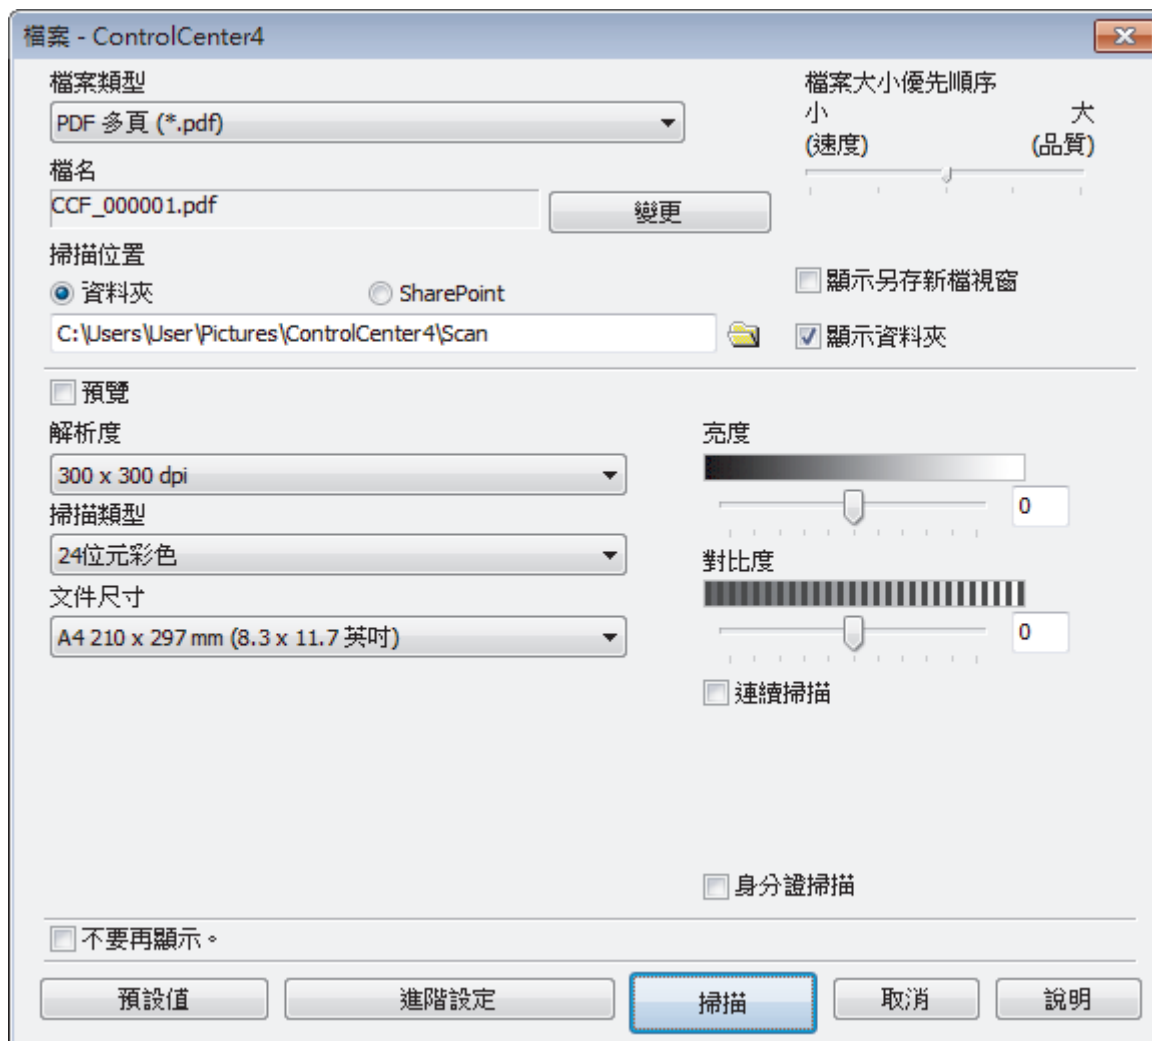 檔案 - ControlCenter4
檔案類型
PDF 多頁 (*.pdf)
檔案大小優先順序
小 大
(速度) (品質)
檔名
CCF_000001.pdf
變更
掃描位置
資料夾
SharePoint
C:\Users\User\Pictures\ControlCenter4\Scan
顯示另存新檔視窗
顯示資料夾
預覽
解析度
300 x 300 dpi
掃描類型
24位元彩色
文件尺寸
A4 210 x 297 mm (8.3 x 11.7 英吋)
亮度
0
對比度
0
連續掃描
身分證掃描
不要再顯示。
預設值
進階設定
掃描
取消
說明